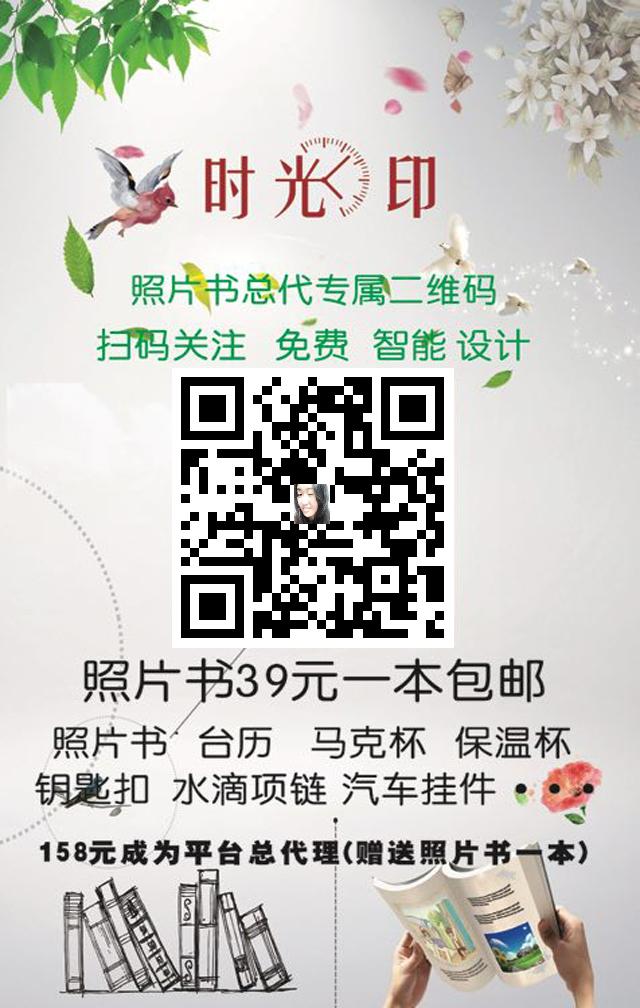 时光印
照片书总代专属二维码
扫码关注 免费 智能 设计
照片书39元一本包邮
照片书 台历 马克杯 保温杯
钥匙扣 水滴项链 汽车挂件
158元成为平台总代理(赠送照片书一本)